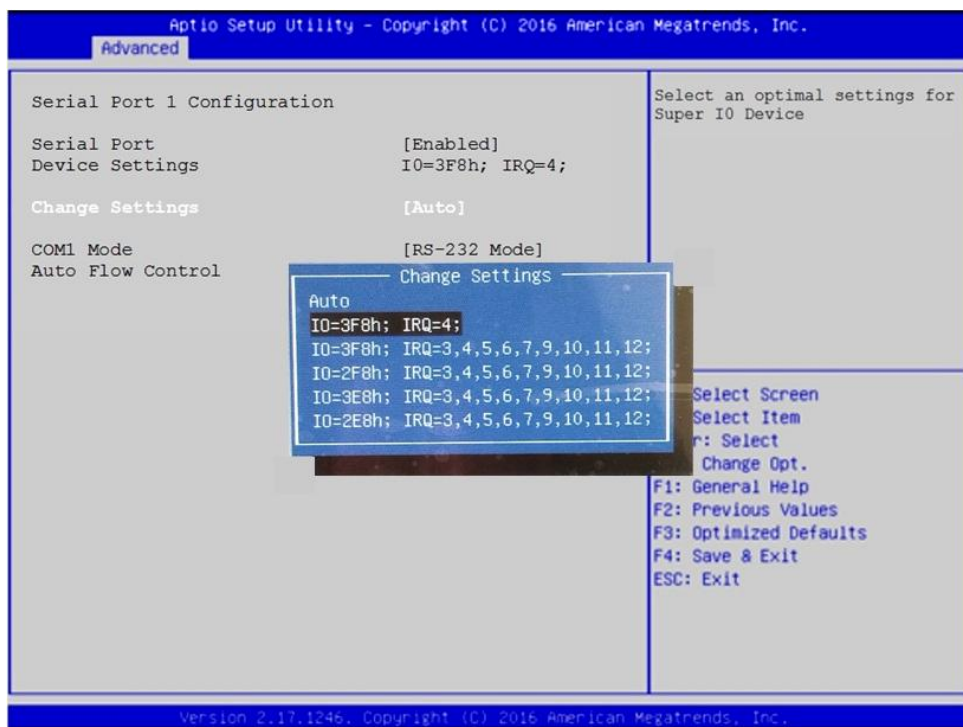 Aptio Setup Utility - Copyright (C) 2016 American Megatrends, Inc.
Advanced
Serial Port 1 Configuration
Serial Port [Enabled]
Device Settings IO=3F8h; IRQ=4;
Change Settings [Auto]
COM1 Mode [RS-232 Mode]
Auto Flow Control
Change Settings
Auto
IO=3F8h; IRQ=4;
IO=3F8h; IRQ=3,4,5,6,7,9,10,11,12;
IO=2F8h; IRQ=3,4,5,6,7,9,10,11,12;
IO=3E8h; IRQ=3,4,5,6,7,9,10,11,12;
IO=2E8h; IRQ=3,4,5,6,7,9,10,11,12;
Select an optimal settings for
Super IO Device
Select Screen
Select Item
r: Select
Change Opt.
F1: General Help
F2: Previous Values
F3: Optimized Defaults
F4: Save & Exit
ESC: Exit
Version 2.17.1246. Copyright (C) 2016 American Megatrends, Inc.